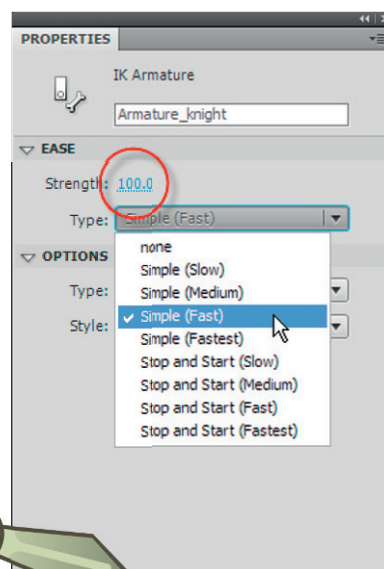 PROPERTIES
IK Armature
Armature_knight
EASE
Strength: 100.0
Type: Simple (Fast)
OPTIONS
none
Simple (Slow)
Type:
Simple (Medium)
Style:
Simple (Fast)
Simple (Fastest)
Stop and Start (Slow)
Stop and Start (Medium)
Stop and Start (Fast)
Stop and Start (Fastest)